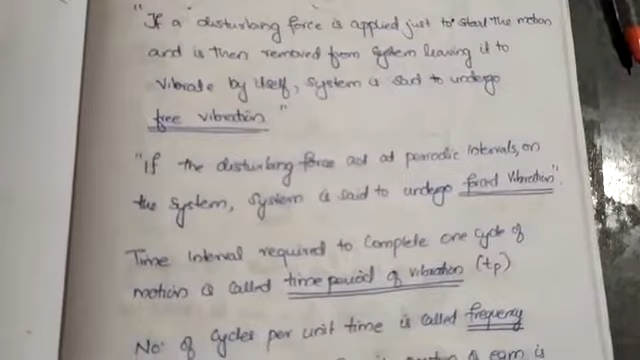 "If a disturbing force is applied just to start the motion
and is then removed from system leaving it to
vibrate by itself, system is said to undergo
free vibration"
"If the disturbing force act at periodic intervals, on
the system, system is said to undergo forced vibration".
Time interval required to complete one cycle of
motion is called time period of vibration (tp)
No: of cycles per unit time is called frequency
of eqm is